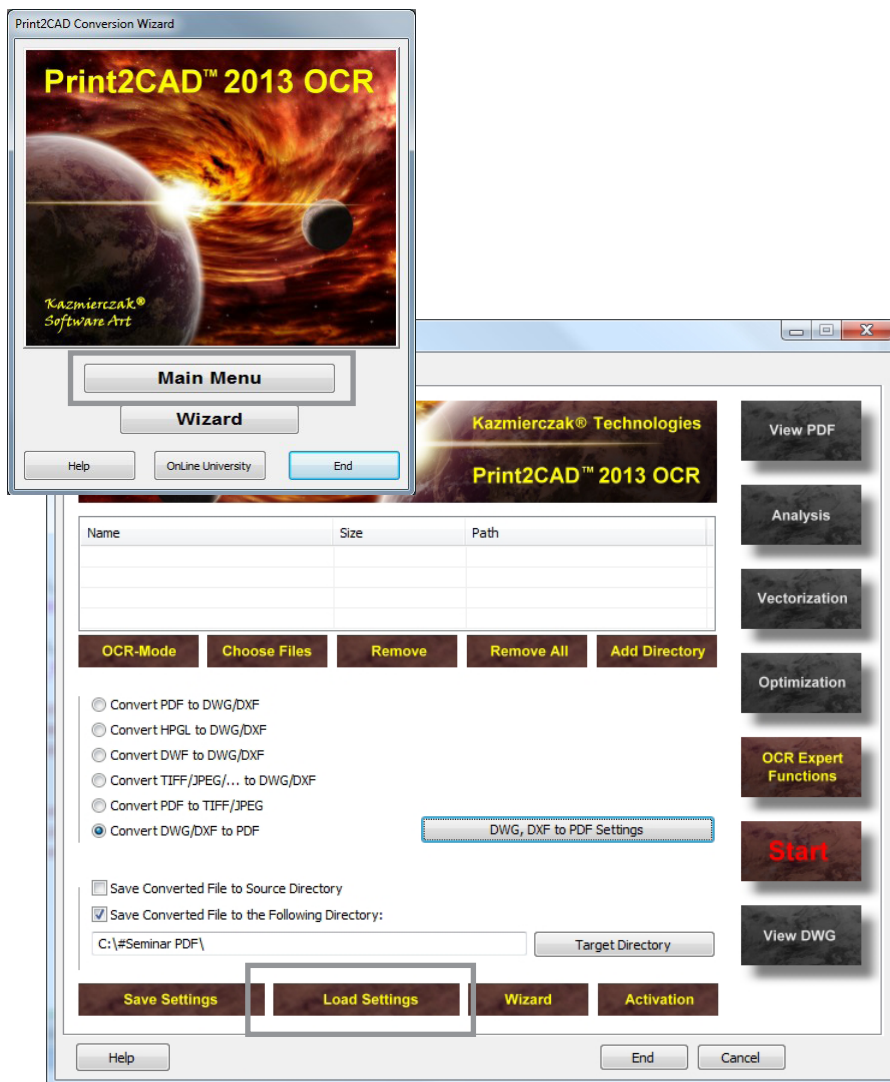 Print2CAD Conversion Wizard
Print2CAD™ 2013 OCR
Kazmierczak®
Software Art
Main Menu
Wizard
Help OnLine University End
Kazmierczak® Technologies
Print2CAD™ 2013 OCR
View PDF
Analysis
Vectorization
Optimization
OCR Expert
Functions
Start
View DWG
Name Size Path
OCR-Mode Choose Files Remove Remove All Add Directory
Convert PDF to DWG/DXF
Convert HPGL to DWG/DXF
Convert DWF to DWG/DXF
Convert TIFF/JPEG/... to DWG/DXF
Convert PDF to TIFF/JPEG
Convert DWG/DXF to PDF DWG, DXF to PDF Settings
Save Converted File to Source Directory
Save Converted File to the Following Directory:
C:\#Seminar PDF\ Target Directory
Save Settings Load Settings Wizard Activation
Help End Cancel